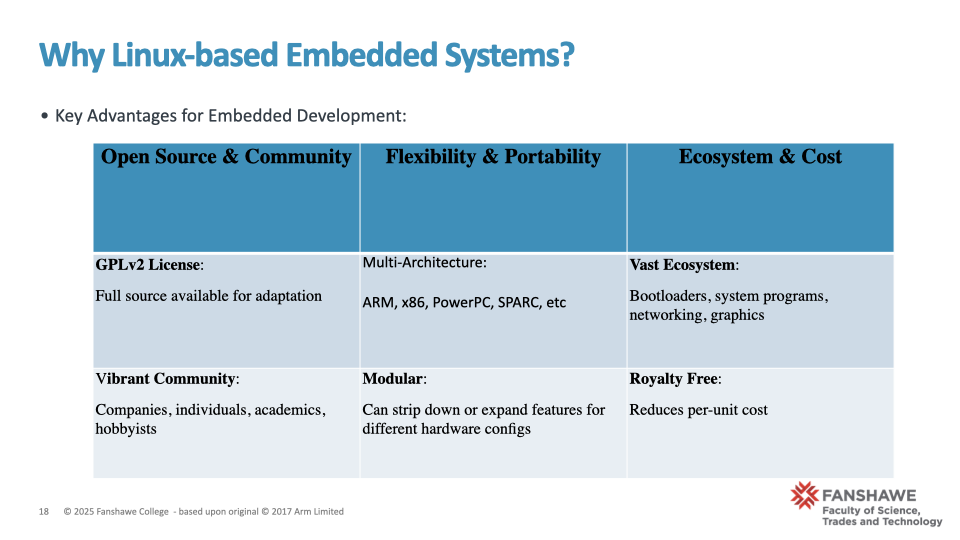 Why Linux-based Embedded Systems?
• Key Advantages for Embedded Development:
Open Source & Community
Flexibility & Portability
Ecosystem & Cost
GPLv2 License:
Full source available for adaptation
Multi-Architecture:
ARM, x86, PowerPC, SPARC, etc
Vast Ecosystem:
Bootloaders, system programs,
networking, graphics
Vibrant Community:
Companies, individuals, academics,
hobbyists
Modular:
Can strip down or expand features for
different hardware configs
Royalty Free:
Reduces per-unit cost
18 © 2025 Fanshawe College - based upon original © 2017 Arm Limited
FANSHAWE
Faculty of Science,
Trades and Technology